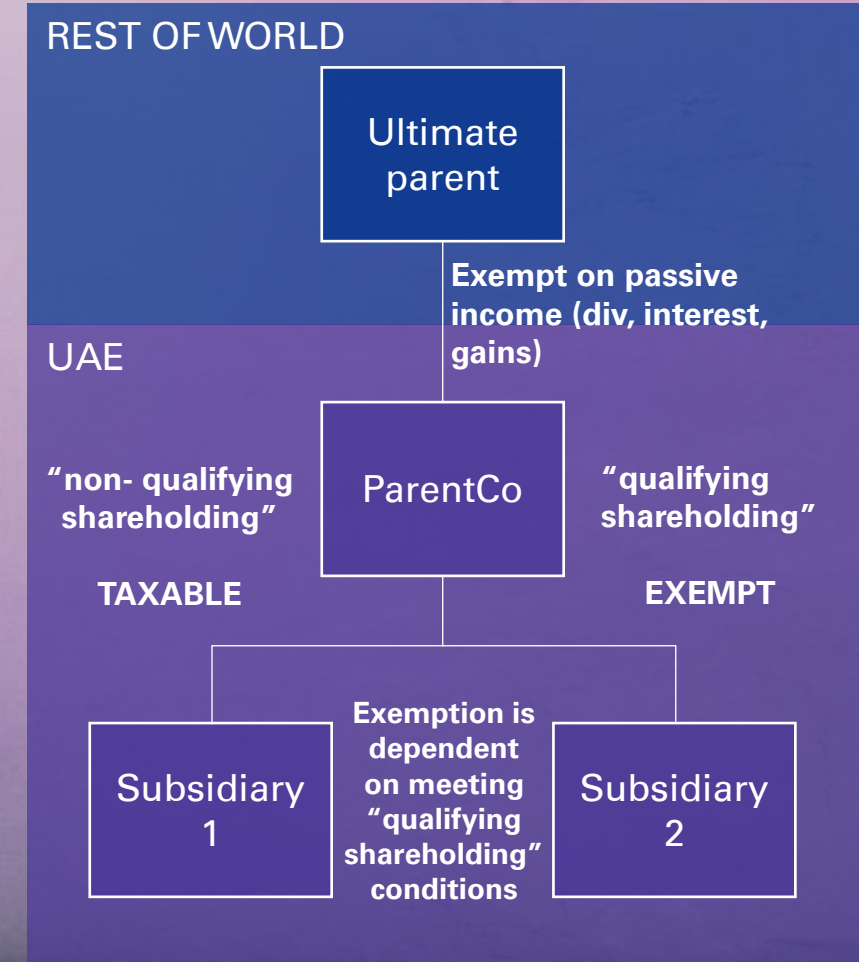 REST OF WORLD
Ultimate
parent
Exempt on passive
income (div, interest,
gains)
UAE
“non- qualifying
shareholding”
TAXABLE
ParentCo
“qualifying
shareholding”
EXEMPT
Subsidiary
1
Exemption is
dependent
on meeting
“qualifying
shareholding”
conditions
Subsidiary
2